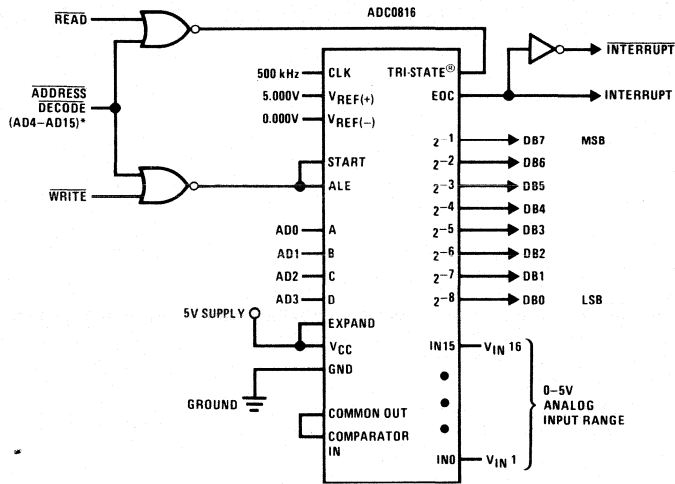 ADC0816
READ
ADDRESS
DECODE
(AD4–AD15)*
WRITE
500 kHz
CLK
5.000V
VREF(+)
0.000V
VREF(−)
START
ALE
AD0
A
AD1
B
AD2
C
AD3
D
5V SUPPLY
EXPAND
VCC
GND
GROUND
COMMON OUT
COMPARATOR
IN
TRI-STATE®
EOC
INTERRUPT
INTERRUPT
2−1
DB7
MSB
2−2
DB6
2−3
DB5
2−4
DB4
2−5
DB3
2−6
DB2
2−7
DB1
2−8
DB0
LSB
IN15
VIN 16
0–5V
ANALOG
INPUT RANGE
IN0
VIN 1